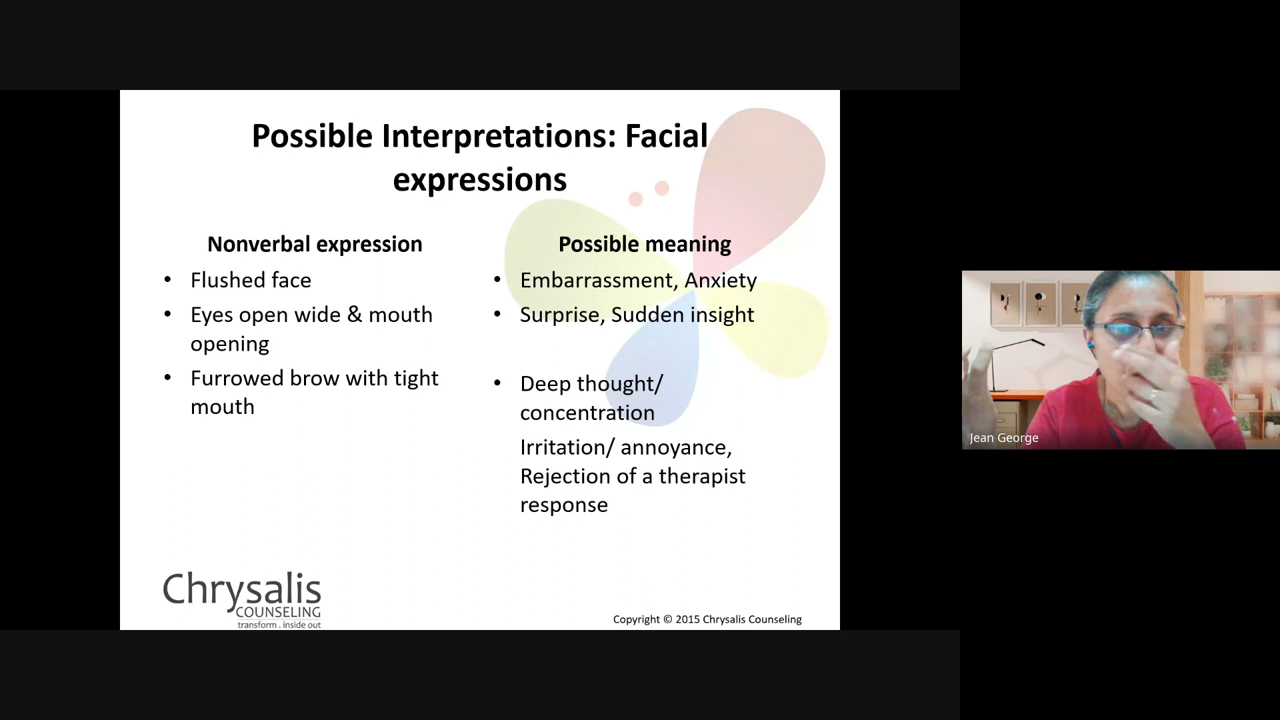 Possible Interpretations: Facial
expressions
Nonverbal expression
• Flushed face
• Eyes open wide & mouth
opening
• Furrowed brow with tight
mouth
Possible meaning
• Embarrassment, Anxiety
• Surprise, Sudden insight
• Deep thought/
concentration
Irritation/ annoyance,
Rejection of a therapist
response
Chrysalis
COUNSELING
transform . inside out
Copyright © 2015 Chrysalis Counseling
Jean George